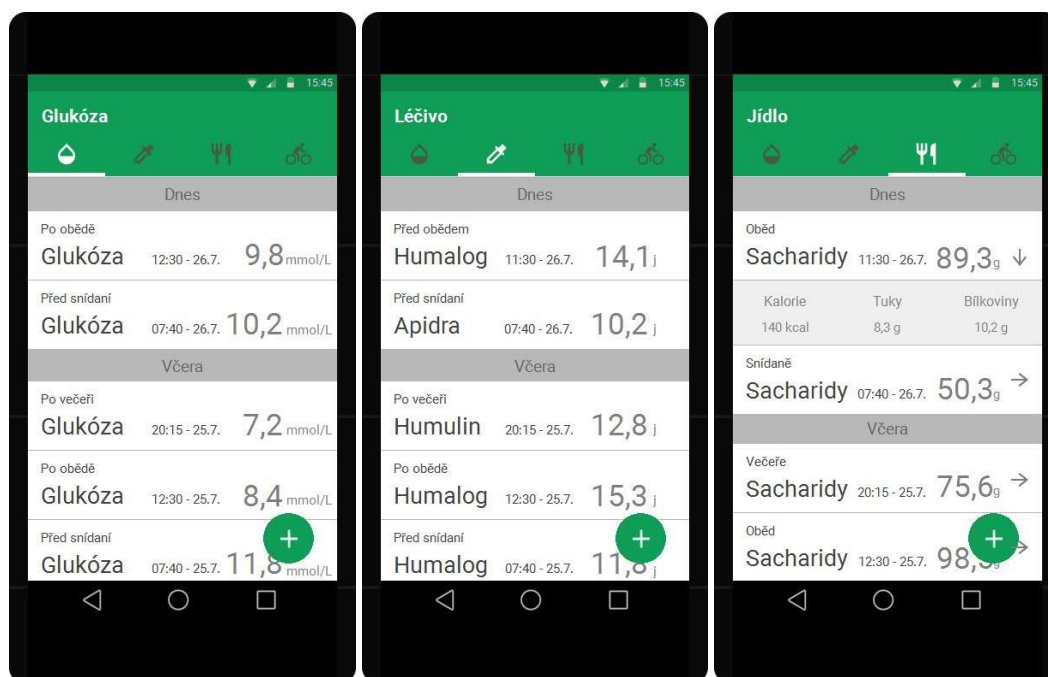 15:45
Glukóza
Dnes
Po obědě
Glukóza 12:30 - 26.7. 9,8 mmol/L
Před snídaní
Glukóza 07:40 - 26.7. 10,2 mmol/L
Včera
Po večeři
Glukóza 20:15 - 25.7. 7,2 mmol/L
Po obědě
Glukóza 12:30 - 25.7. 8,4 mmol/L
Před snídaní
Glukóza 07:40 - 25.7. 11,8 mmol/L
15:45
Léčivo
Dnes
Před obědem
Humalog 11:30 - 26.7. 14,1 j
Před snídaní
Apidra 07:40 - 26.7. 10,2 j
Včera
Po večeři
Humulin 20:15 - 25.7. 12,8 j
Po obědě
Humalog 12:30 - 25.7. 15,3 j
Před snídaní
Humalog 07:40 - 25.7. 11,8 j
15:45
Jídlo
Dnes
Oběd
Sacharidy 11:30 - 26.7. 89,3g
Kalorie Tuky Bílkoviny
140 kcal 8,3 g 10,2 g
Snídaně
Sacharidy 07:40 - 26.7. 50,3g
Včera
Večeře
Sacharidy 20:15 - 25.7. 75,6g
Oběd
Sacharidy 12:30 - 25.7.